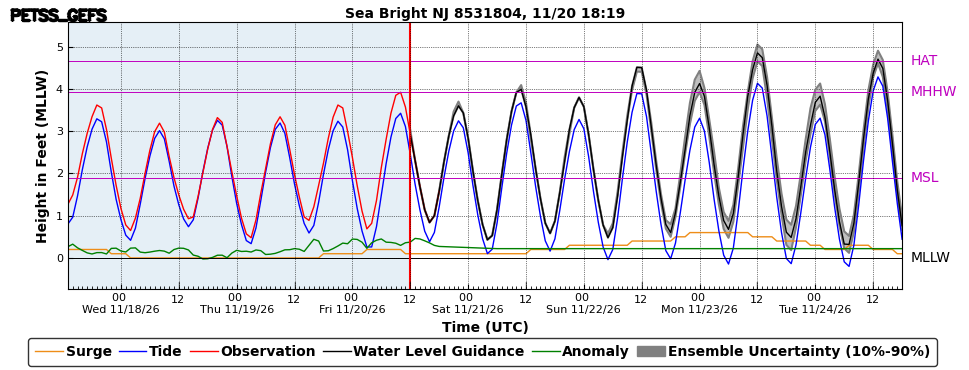 PETSS_GEFS
Sea Bright NJ 8531804, 11/20 18:19
Height in Feet (MLLW)
5
4
3
2
1
0
HAT
MHHW
MSL
MLLW
00 12 00 12 00 12 00 12 00 12 00 12 00 12
Wed 11/18/26 Thu 11/19/26 Fri 11/20/26 Sat 11/21/26 Sun 11/22/26 Mon 11/23/26 Tue 11/24/26
Time (UTC)
Surge Tide Observation Water Level Guidance Anomaly Ensemble Uncertainty (10%-90%)